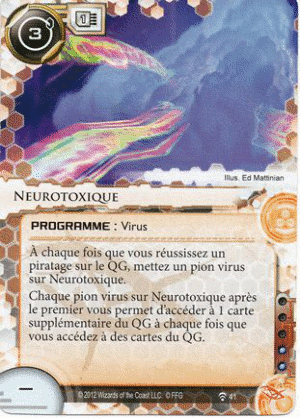 3
1
Illus. Ed Mattinian
NEUROTOXIQUE
PROGRAMME : Virus
À chaque fois que vous réussissez un
piratage sur le QG, mettez un pion virus
sur Neurotoxique.
Chaque pion virus sur Neurotoxique après
le premier vous permet d'accéder à 1 carte
supplémentaire du QG à chaque fois que
vous accédez à des cartes du QG.
–
© 2012 Wizards of the Coast LLC. © FFG
41